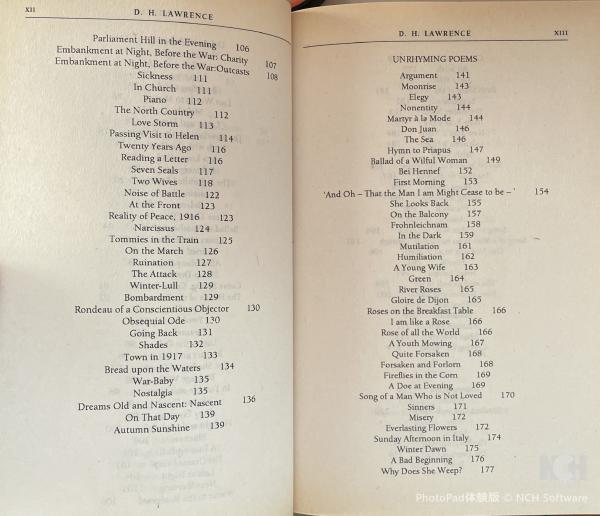 XII
D. H. LAWRENCE
Parliament Hill in the Evening 106
Embankment at Night, Before the War: Charity 107
Embankment at Night, Before the War:Outcasts 108
Sickness 111
In Church 111
Piano 112
The North Country 112
Love Storm 113
Passing Visit to Helen 114
Twenty Years Ago 116
Reading a Letter 116
Seven Seals 117
Two Wives 118
Noise of Battle 122
At the Front 123
Reality of Peace, 1916 123
Narcissus 124
Tommies in the Train 125
On the March 126
Ruination 127
The Attack 128
Winter-Lull 129
Bombardment 129
Rondeau of a Conscientious Objector 130
Obsequial Ode 130
Going Back 131
Shades 132
Town in 1917 133
Bread upon the Waters 134
War-Baby 135
Nostalgia 135
Dreams Old and Nascent: Nascent 136
On That Day 139
Autumn Sunshine 139
D. H. LAWRENCE
XIII
UNRHYMING POEMS
Argument 141
Moonrise 143
Elegy 143
Nonentity 144
Martyr à la Mode 144
Don Juan 146
The Sea 146
Hymn to Priapus 147
Ballad of a Wilful Woman 149
Bei Hennef 152
First Morning 153
'And Oh – That the Man I am Might Cease to be – ' 154
She Looks Back 155
On the Balcony 157
Frohnleichnam 158
In the Dark 159
Mutilation 161
Humiliation 162
A Young Wife 163
Green 164
River Roses 165
Gloire de Dijon 165
Roses on the Breakfast Table 166
I am like a Rose 166
Rose of all the World 166
A Youth Mowing 167
Quite Forsaken 168
Forsaken and Forlorn 168
Fireflies in the Corn 169
A Doe at Evening 169
Song of a Man Who is Not Loved 170
Sinners 171
Misery 172
Everlasting Flowers 172
Sunday Afternoon in Italy 174
Winter Dawn 175
A Bad Beginning 176
Why Does She Weep? 177
NCH
PhotoPad体験版 © NCH Software